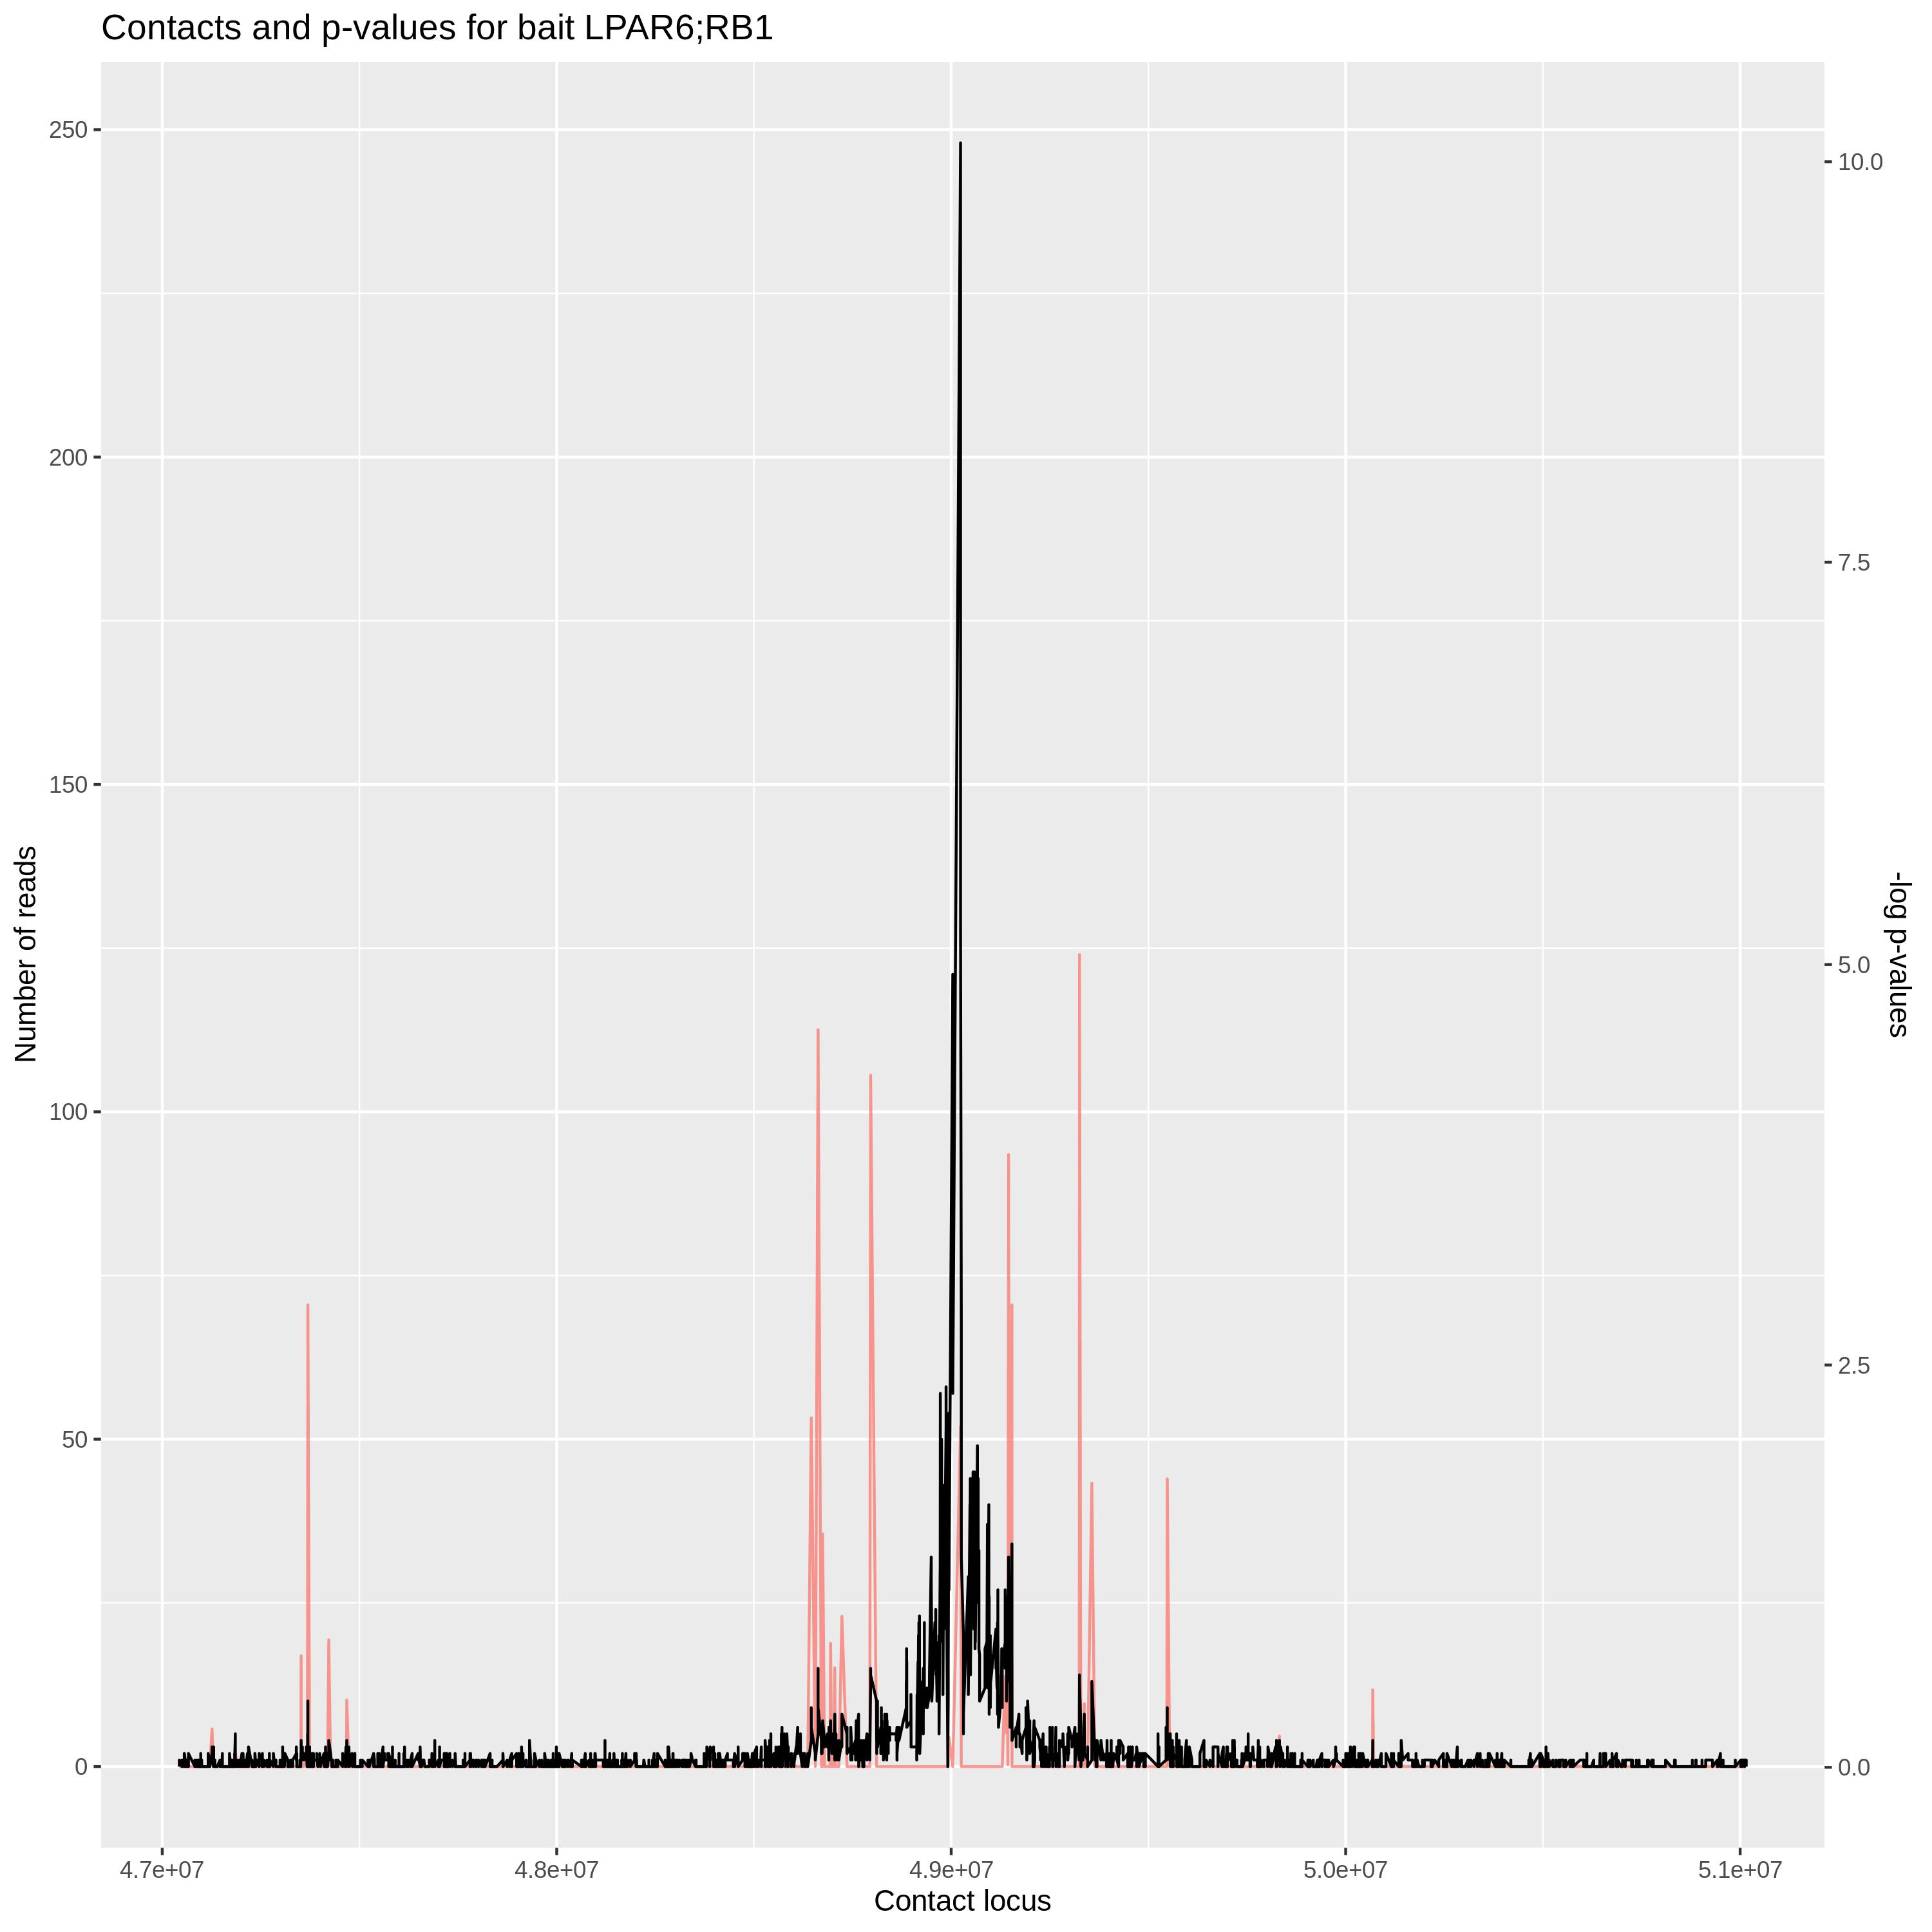 Contacts and p-values for bait LPAR6;RB1
250
200
150
100
50
0
Number of reads
10.0
7.5
5.0
2.5
0.0
-log p-values
4.7e+07
4.8e+07
4.9e+07
5.0e+07
5.1e+07
Contact locus